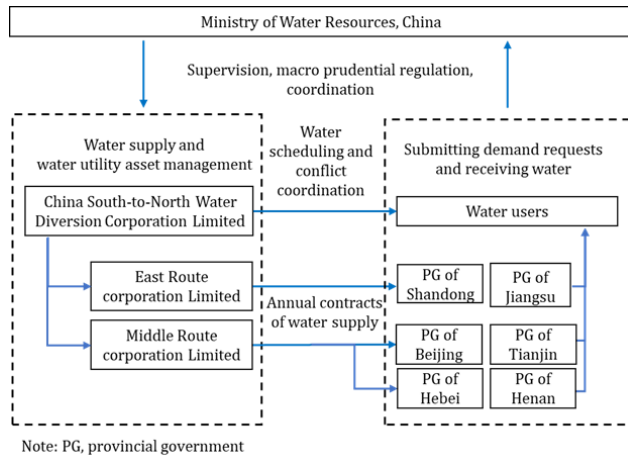 Ministry of Water Resources, China
Supervision, macro prudential regulation,
coordination
Water supply and
water utility asset management
Water
scheduling and
conflict
coordination
Submitting demand requests
and receiving water
China South-to-North Water
Diversion Corporation Limited
Water users
East Route
corporation Limited
PG of
Shandong
PG of
Jiangsu
Annual contracts
of water supply
Middle Route
corporation Limited
PG of
Beijing
PG of
Tianjin
PG of
Hebei
PG of
Henan
Note: PG, provincial government